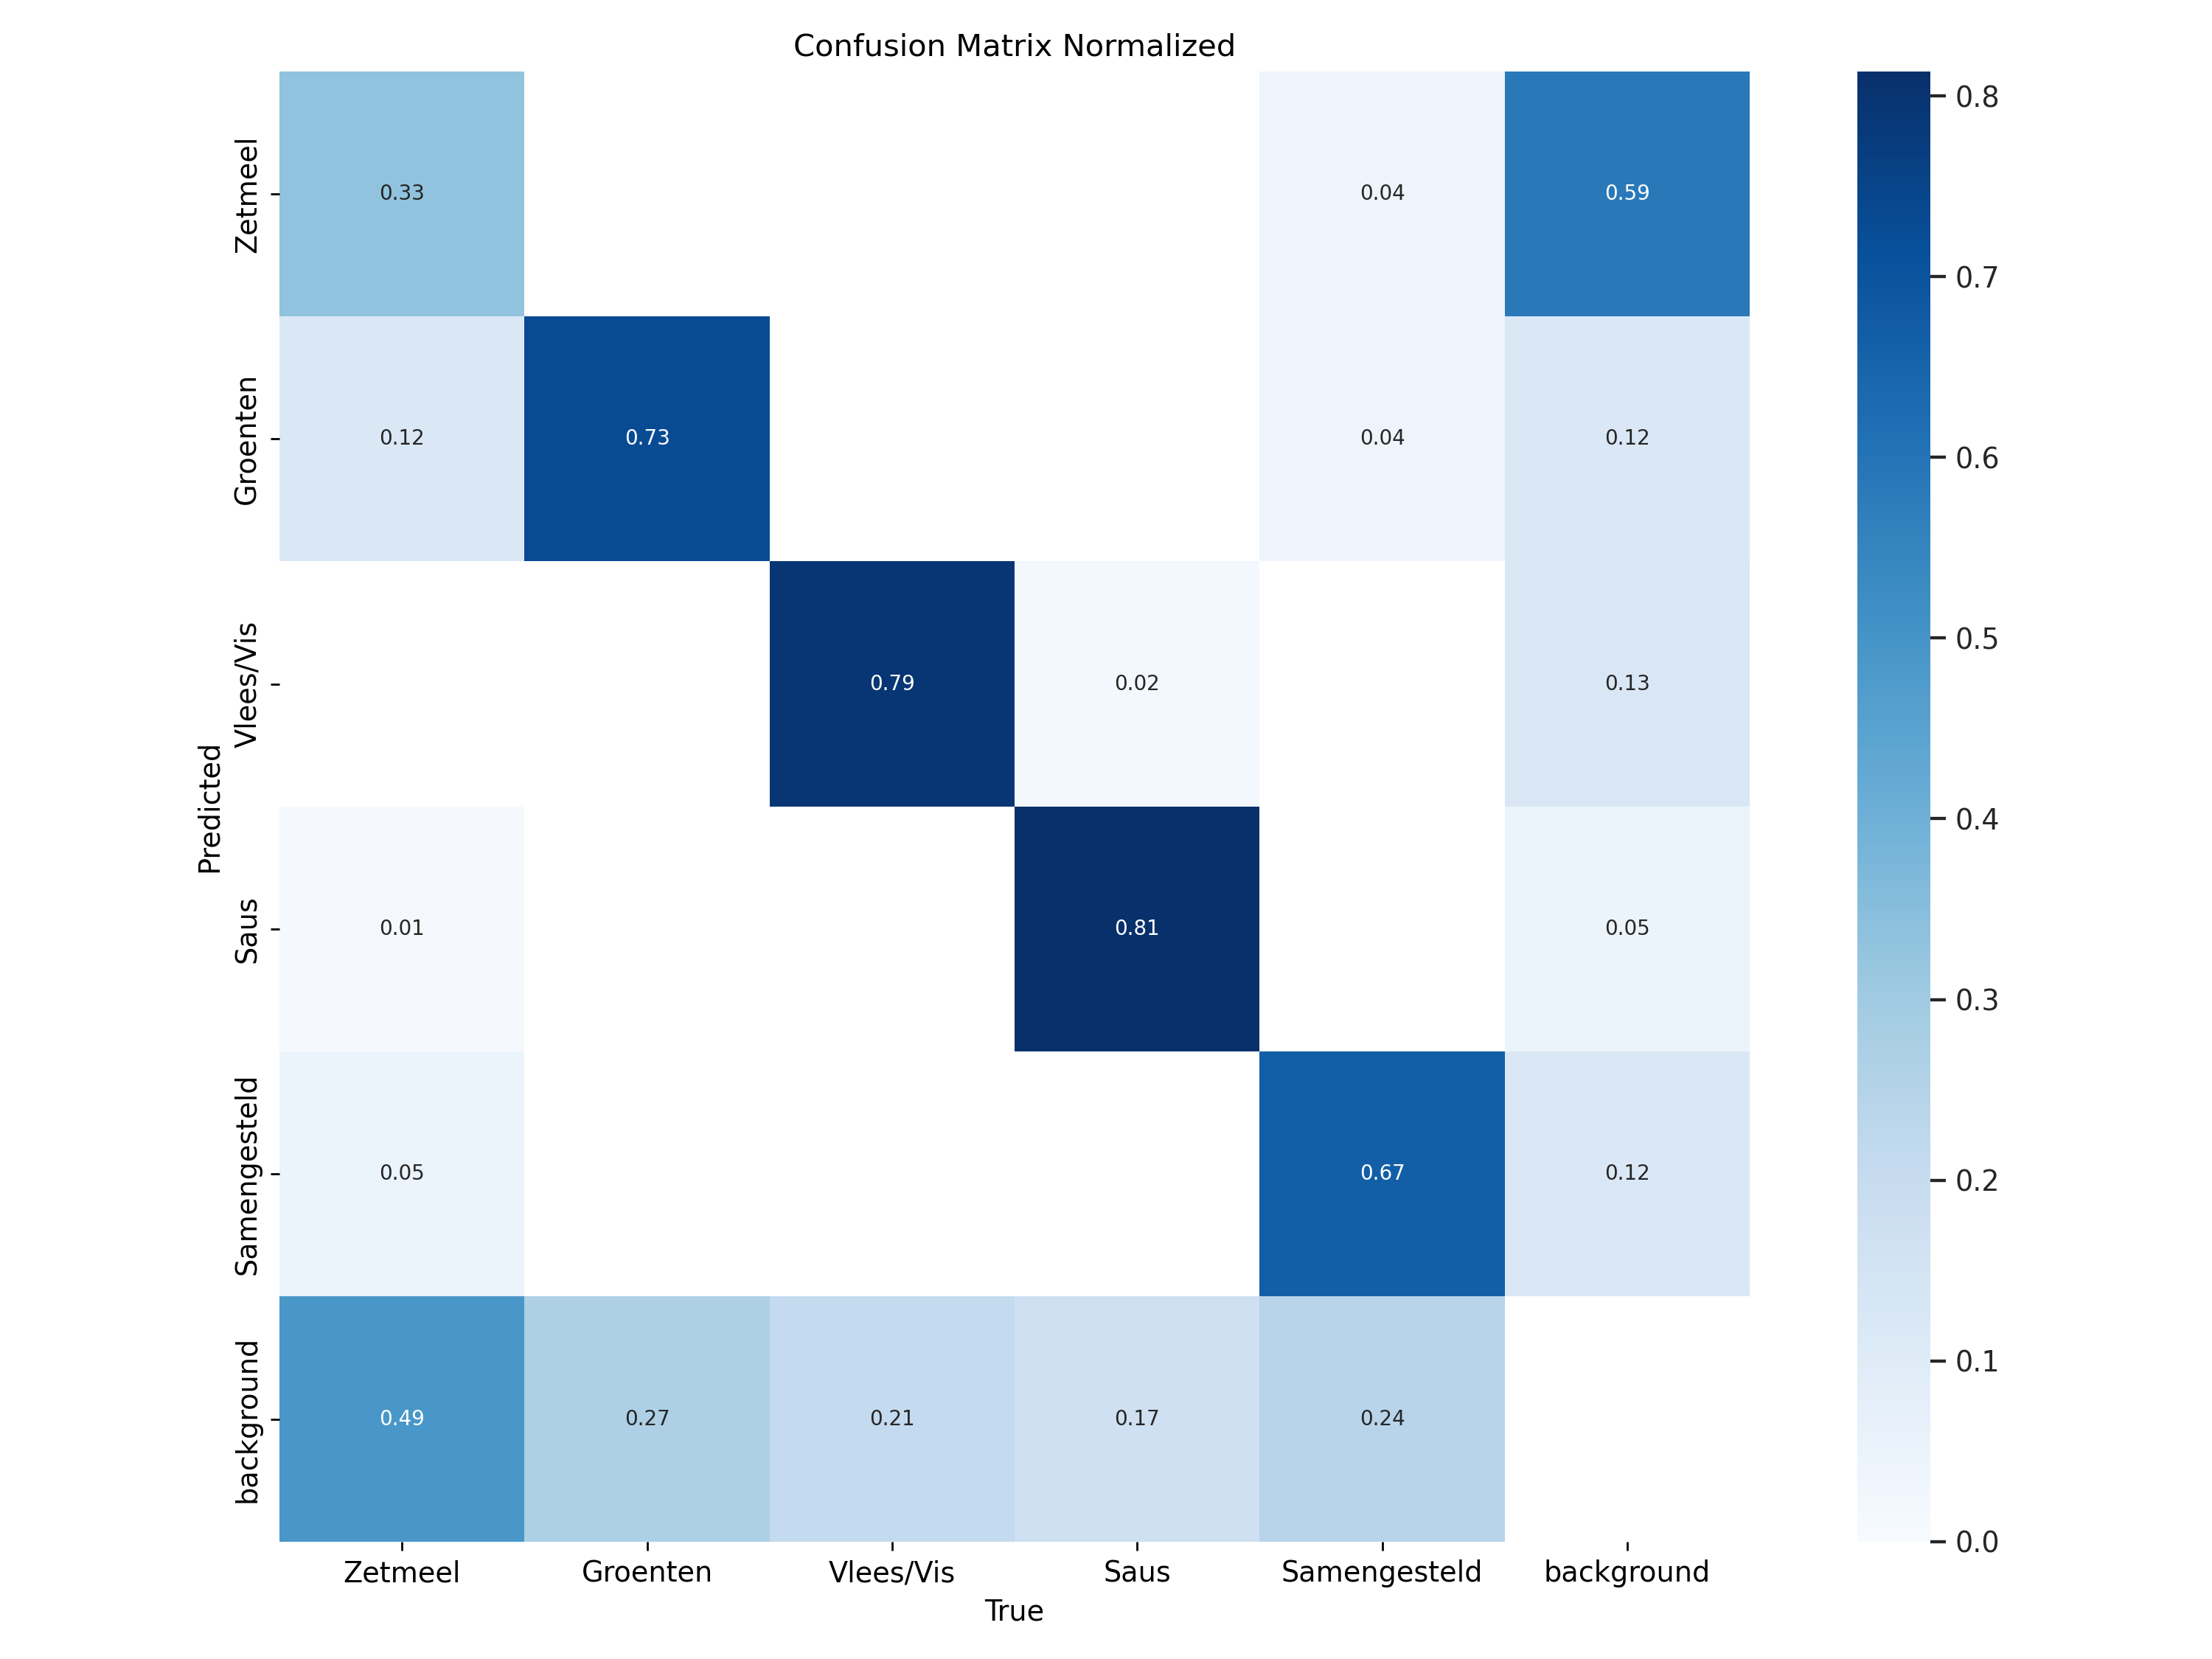 Confusion Matrix Normalized
Zetmeel
0.33
0.04
0.59
Groenten
0.12
0.73
0.04
0.12
Vlees/Vis
0.79
0.02
0.13
Saus
0.01
0.81
0.05
Samengesteld
0.05
0.67
0.12
background
0.49
0.27
0.21
0.17
0.24
Predicted
Zetmeel
Groenten
Vlees/Vis
Saus
Samengesteld
background
True
0.8
0.7
0.6
0.5
0.4
0.3
0.2
0.1
0.0